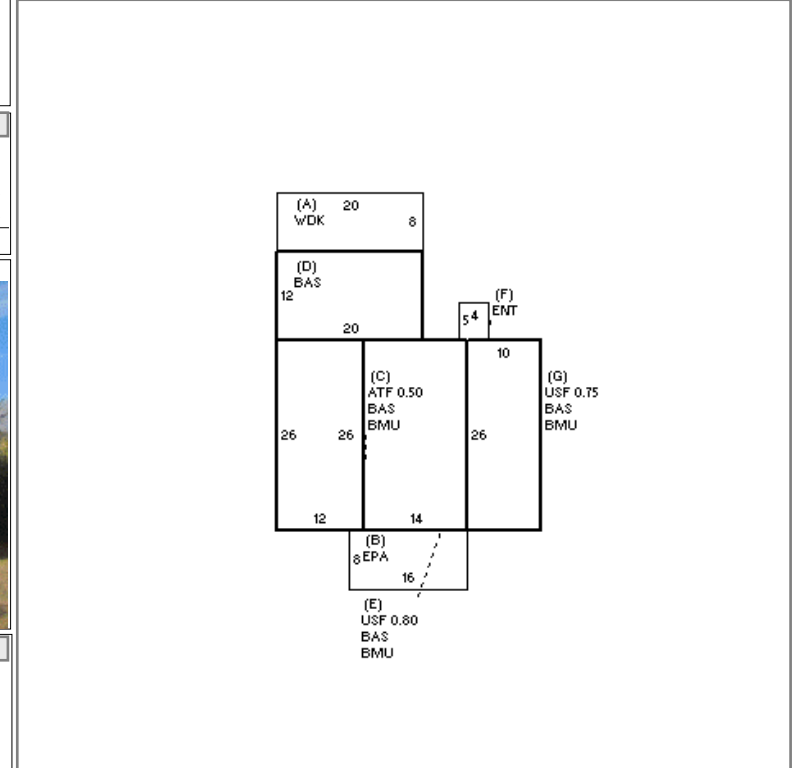 (A) 20
WDK 8
(D)
BAS
12
20
(F)
ENT
5 4
10
(C)
ATF 0.50
BAS
BMU
(G)
USF 0.75
BAS
BMU
26 26 26
12 14
(B)
8 EPA
16
(E)
USF 0.80
BAS
BMU